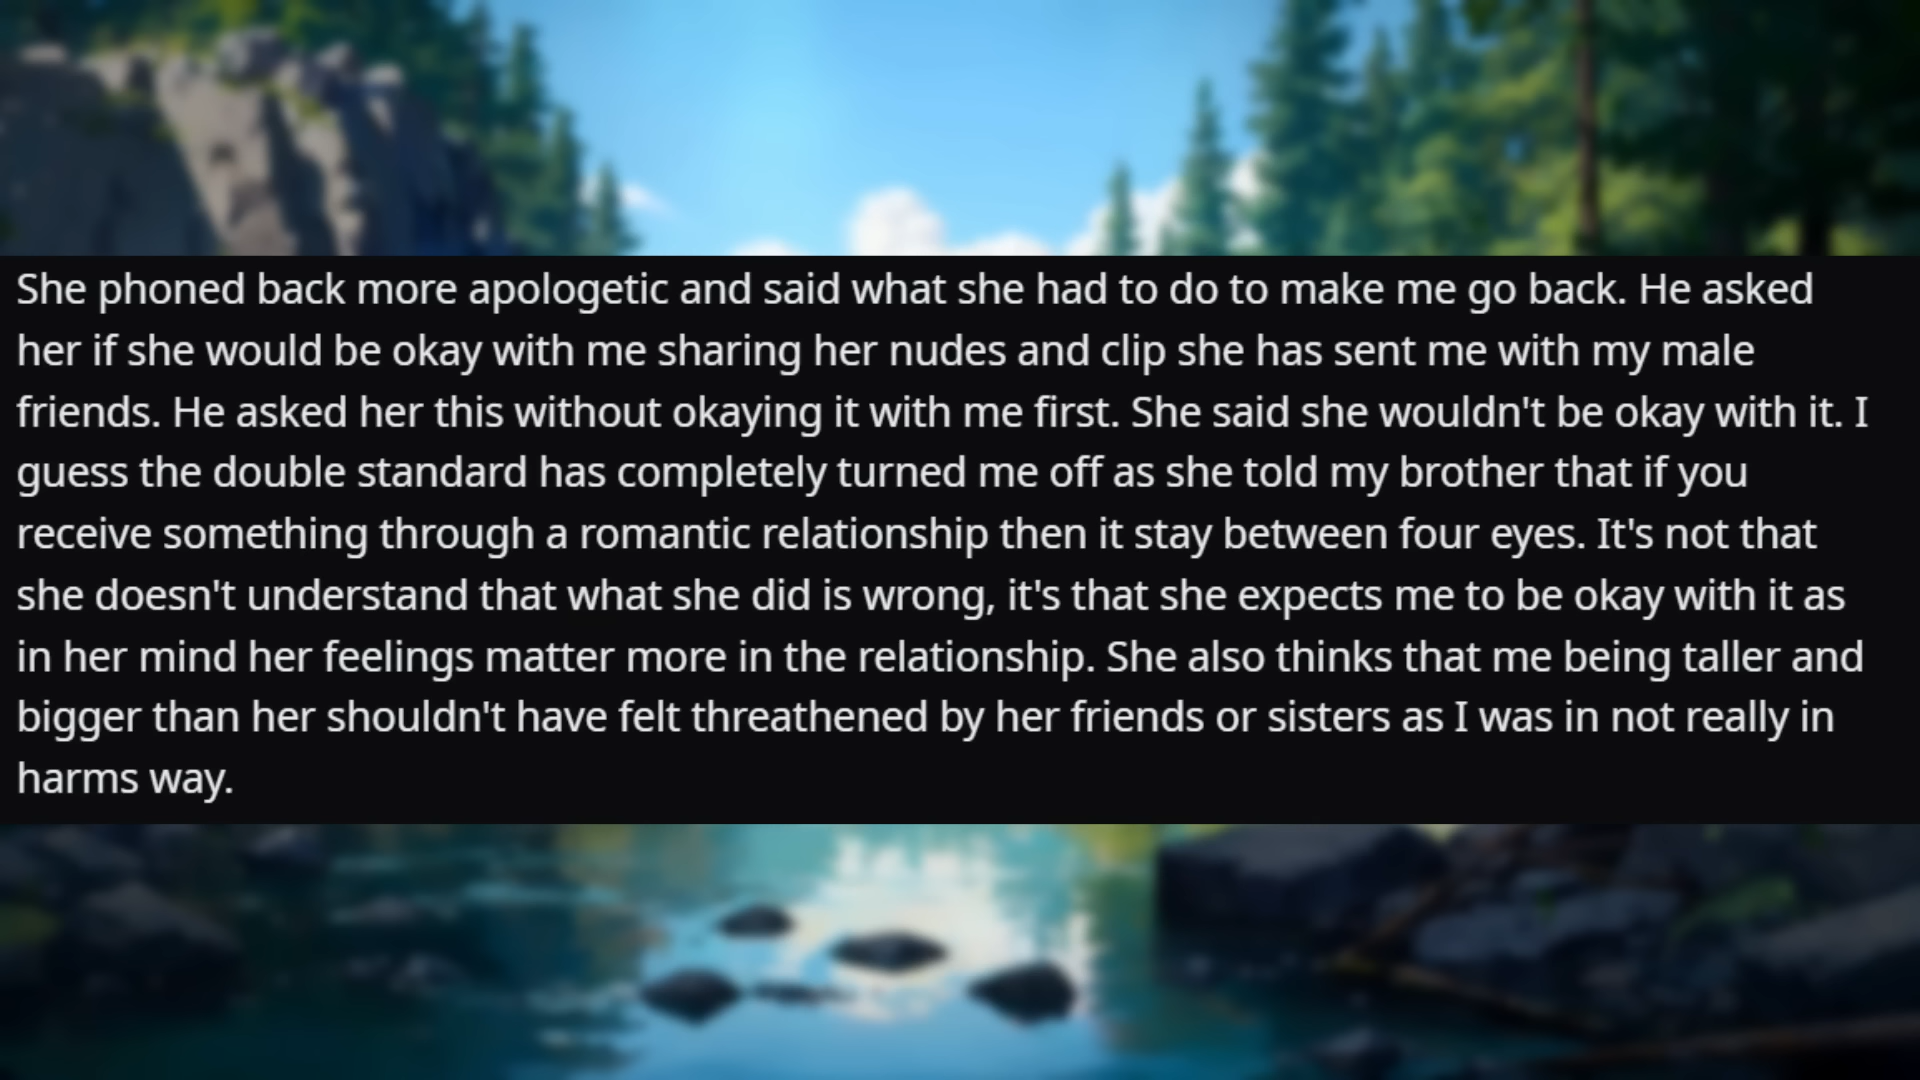 She phoned back more apologetic and said what she had to do to make me go back. He asked
her if she would be okay with me sharing her nudes and clip she has sent me with my male
friends. He asked her this without okaying it with me first. She said she wouldn't be okay with it. I
guess the double standard has completely turned me off as she told my brother that if you
receive something through a romantic relationship then it stay between four eyes. It's not that
she doesn't understand that what she did is wrong, it's that she expects me to be okay with it as
in her mind her feelings matter more in the relationship. She also thinks that me being taller and
bigger than her shouldn't have felt threathened by her friends or sisters as I was in not really in
harms way.